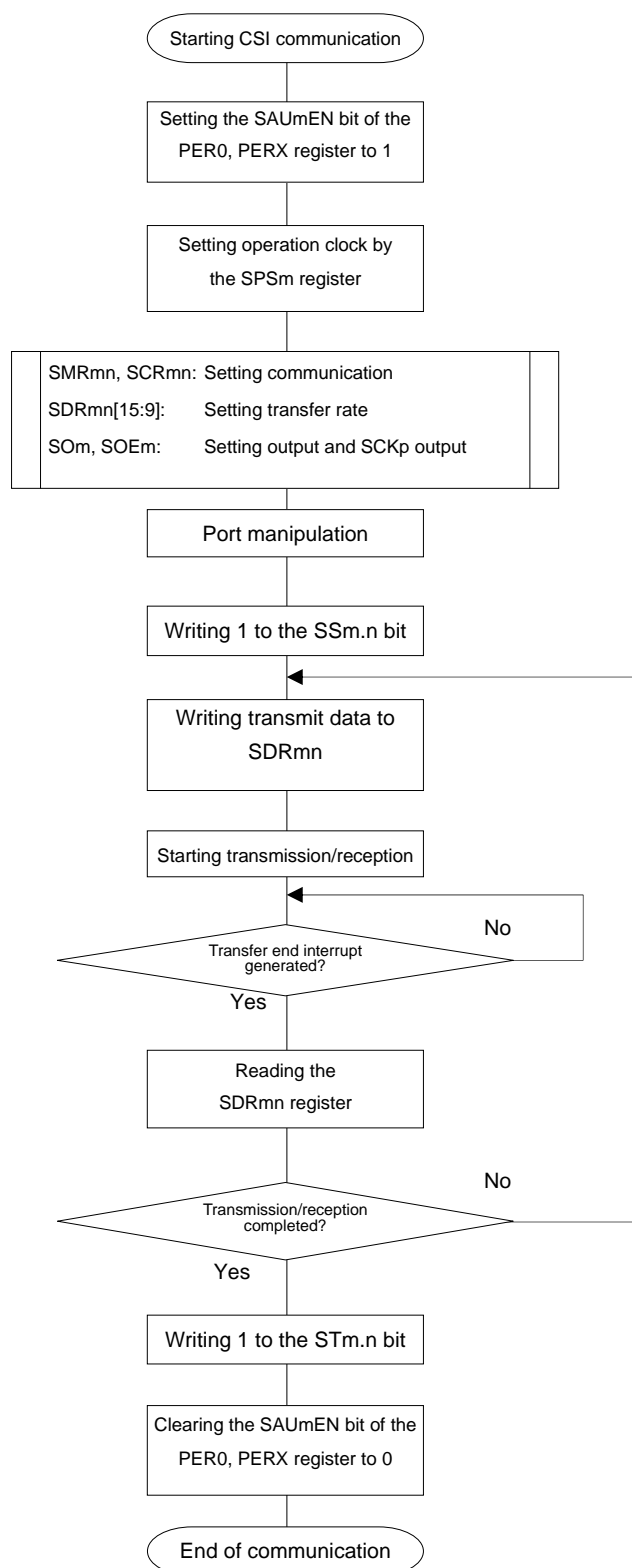 Starting CSI communication
Setting the SAUmEN bit of the
PER0, PERX register to 1
Setting operation clock by
the SPSm register
SMRmn, SCRmn: Setting communication
SDRmn[15:9]: Setting transfer rate
SOm, SOEm: Setting output and SCKp output
Port manipulation
Writing 1 to the SSm.n bit
Writing transmit data to
SDRmn
Starting transmission/reception
No
Transfer end interrupt
generated?
Yes
Reading the
SDRmn register
No
Transmission/reception
completed?
Yes
Writing 1 to the STm.n bit
Clearing the SAUmEN bit of the
PER0, PERX register to 0
End of communication